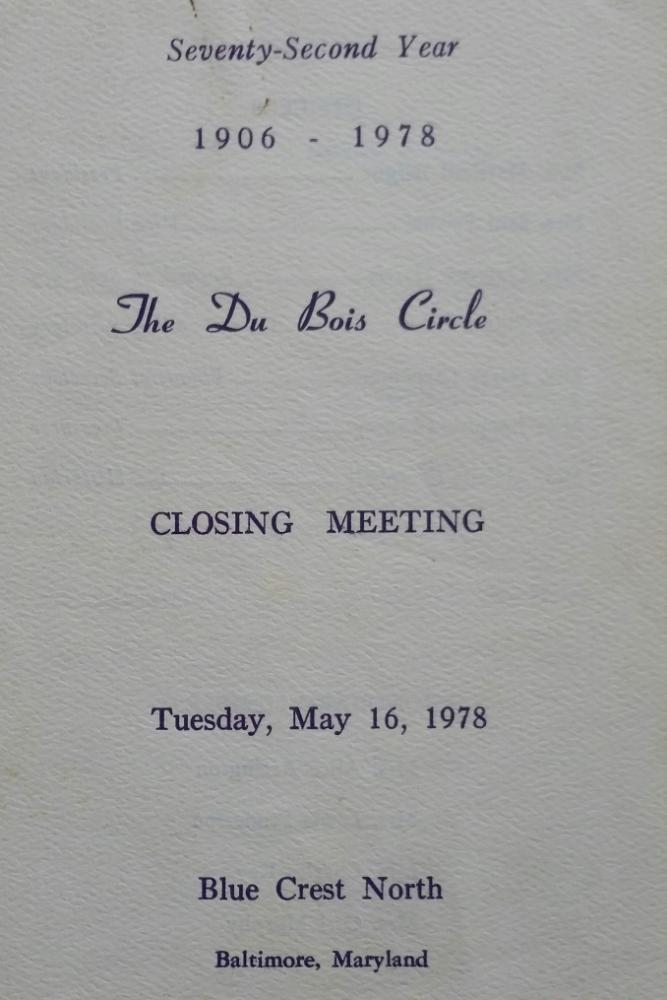 Seventy-Second Year
1906 - 1978
The Du Bois Circle
CLOSING MEETING
Tuesday, May 16, 1978
Blue Crest North
Baltimore, Maryland